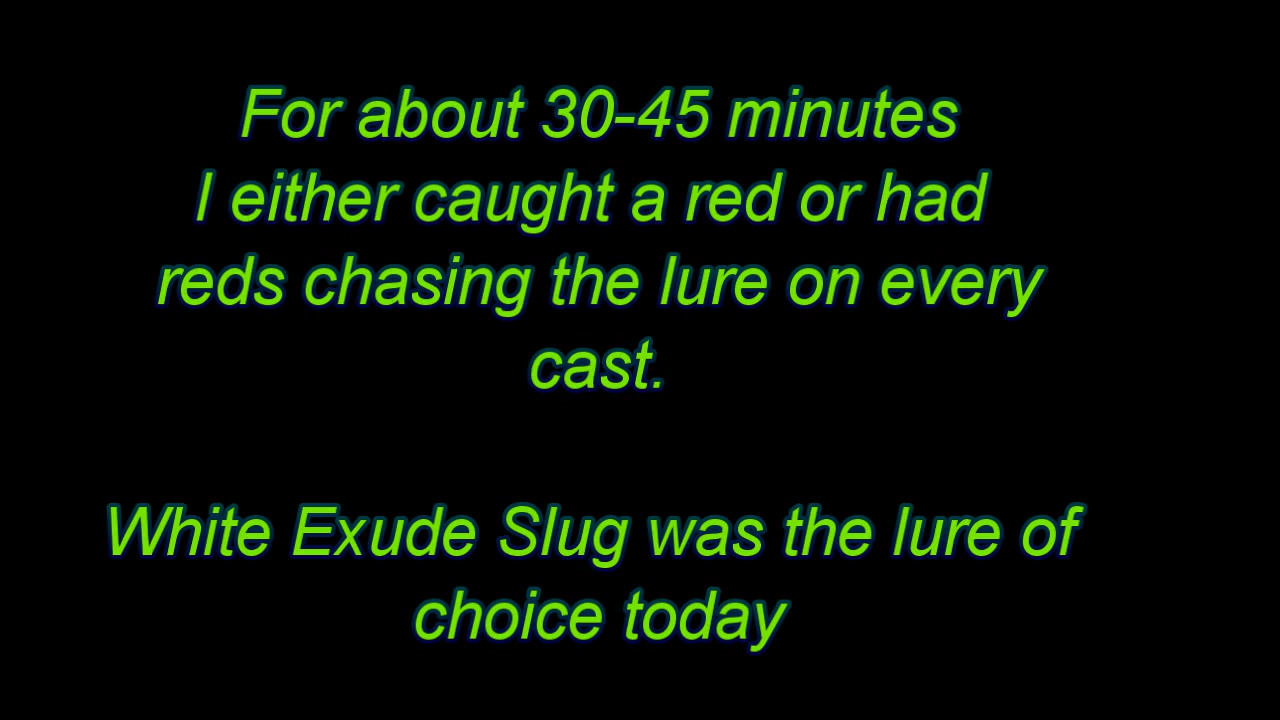 For about 30-45 minutes
I either caught a red or had
reds chasing the lure on every
cast.
White Exude Slug was the lure of
choice today